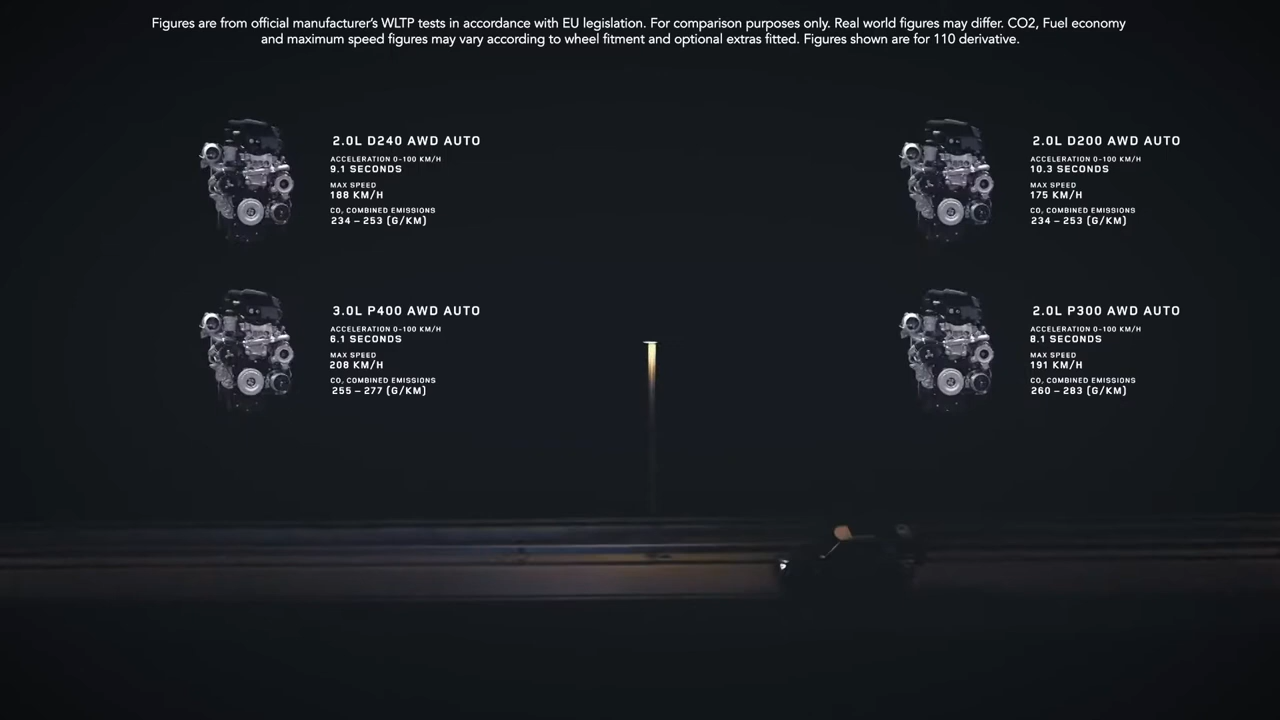 Figures are from official manufacturer's WLTP tests in accordance with EU legislation. For comparison purposes only. Real world figures may differ. CO2, Fuel economy
and maximum speed figures may vary according to wheel fitment and optional extras fitted. Figures shown are for 110 derivative.
2.0L D240 AWD AUTO
ACCELERATION 0-100 KM/H
9.1 SECONDS
MAX SPEED
188 KM/H
CO₂ COMBINED EMISSIONS
234 – 253 (G/KM)
2.0L D200 AWD AUTO
ACCELERATION 0-100 KM/H
10.3 SECONDS
MAX SPEED
175 KM/H
CO₂ COMBINED EMISSIONS
234 – 253 (G/KM)
3.0L P400 AWD AUTO
ACCELERATION 0-100 KM/H
6.1 SECONDS
MAX SPEED
208 KM/H
CO₂ COMBINED EMISSIONS
255 – 277 (G/KM)
2.0L P300 AWD AUTO
ACCELERATION 0-100 KM/H
8.1 SECONDS
MAX SPEED
191 KM/H
CO₂ COMBINED EMISSIONS
260 – 283 (G/KM)